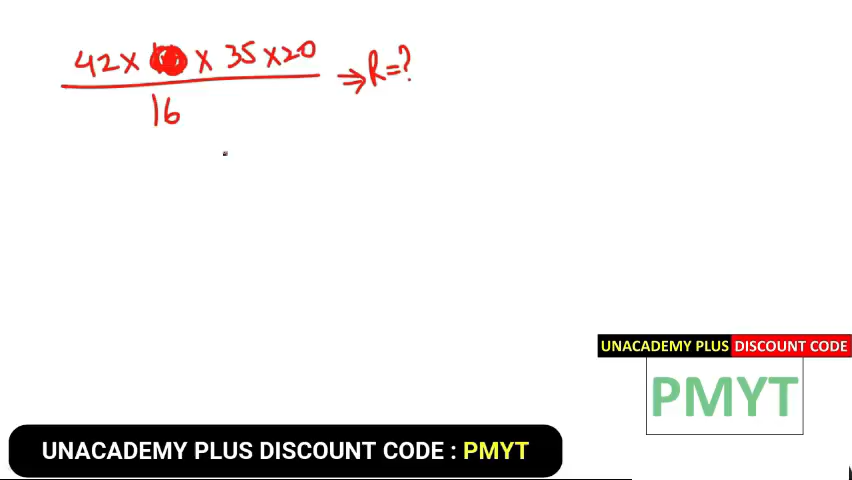 42 × × 35 × 20
16
→ R = ?
UNACADEMY PLUS DISCOUNT CODE
PMYT
UNACADEMY PLUS DISCOUNT CODE : PMYT